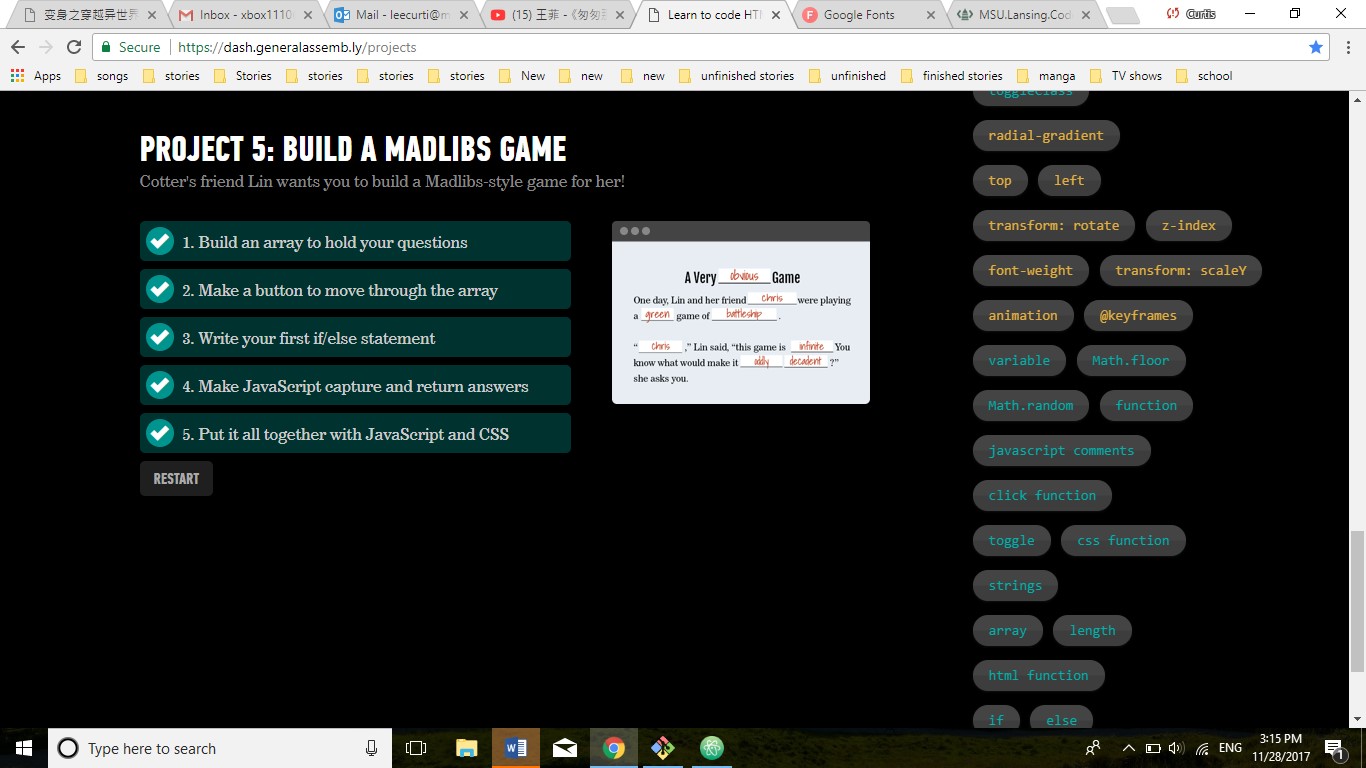 变身之穿越异世界
Inbox - xbox1110
Mail - leecurti@m
(15) 王菲 -《匆匆
Learn to code HT
Google Fonts
MSU.Lansing.Cod
Curtis
Secure
https://dash.generalassemb.ly/projects
Apps songs stories Stories stories stories stories New new new unfinished stories unfinished finished stories manga TV shows school
PROJECT 5: BUILD A MADLIBS GAME
Cotter's friend Lin wants you to build a Madlibs-style game for her!
1. Build an array to hold your questions
2. Make a button to move through the array
3. Write your first if/else statement
4. Make JavaScript capture and return answers
5. Put it all together with JavaScript and CSS
RESTART
A Very obvious Game
One day, Lin and her friend chris were playing
a green game of battleship .
“ chris ,” Lin said, “this game is infinite You
know what would make it oddly decadent ?”
she asks you.
toggleclass
radial-gradient
top left
transform: rotate z-index
font-weight transform: scaleY
animation @keyframes
variable Math.floor
Math.random function
javascript comments
click function
toggle css function
strings
array length
html function
if else
Type here to search
ENG
3:15 PM
11/28/2017
1